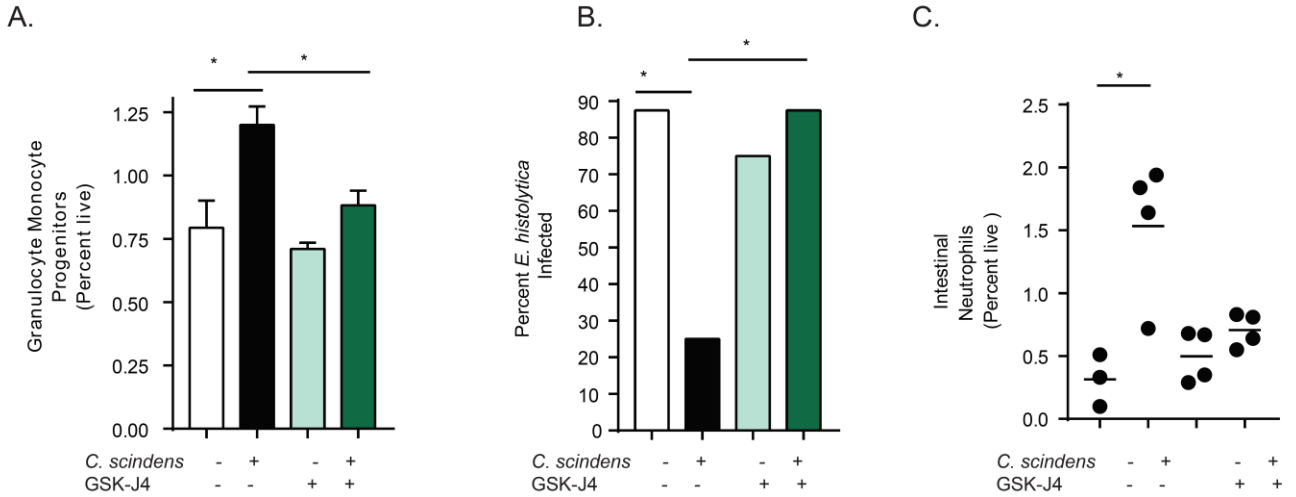 A.
*
*
Granulocyte Monocyte
Progenitors
(Percent live)
1.25
1.00
0.75
0.50
0.25
0.00
C. scindens - + - +
GSK-J4 - - + +
B.
*
*
Percent E. histolytica
Infected
90
80
70
60
50
40
30
20
10
0
C. scindens - + - +
GSK-J4 - - + +
C.
*
Intestinal
Neutrophils
(Percent live )
2.5
2.0
1.5
1.0
0.5
0.0
C. scindens - + - +
GSK-J4 - - + +